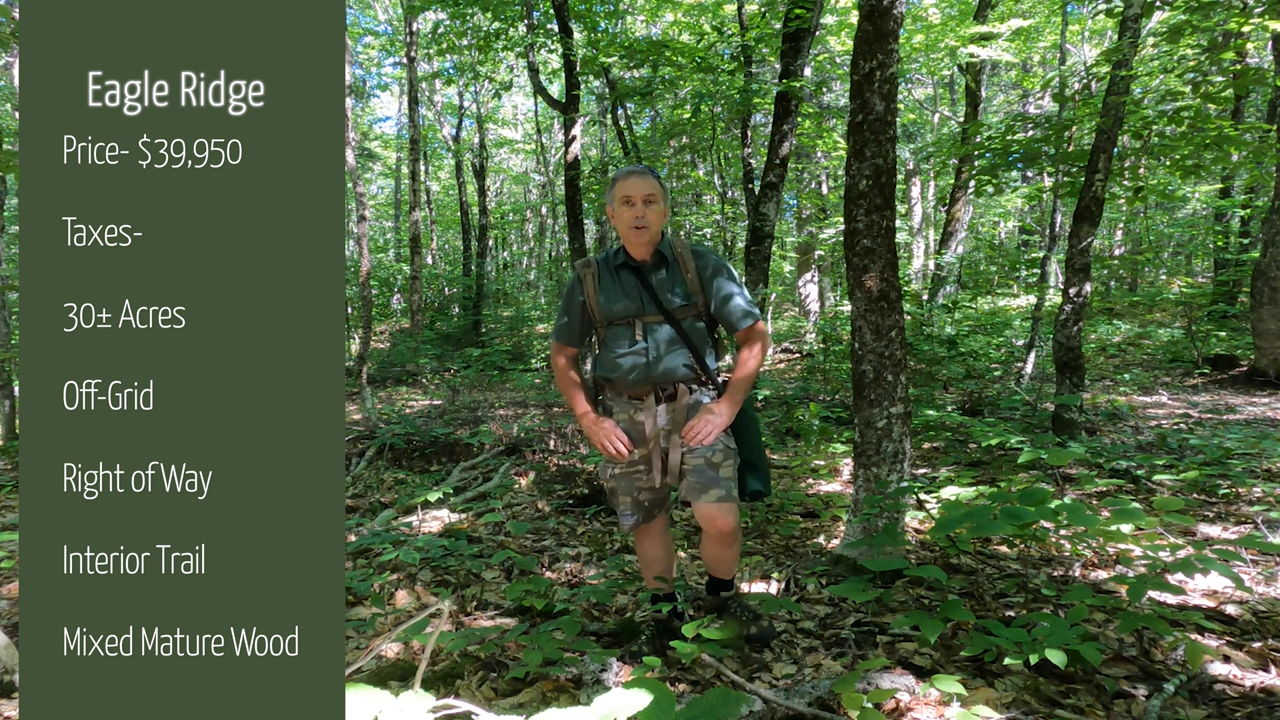 Eagle Ridge
Price- $39,950
Taxes-
30± Acres
Off-Grid
Right of Way
Interior Trail
Mixed Mature Wood